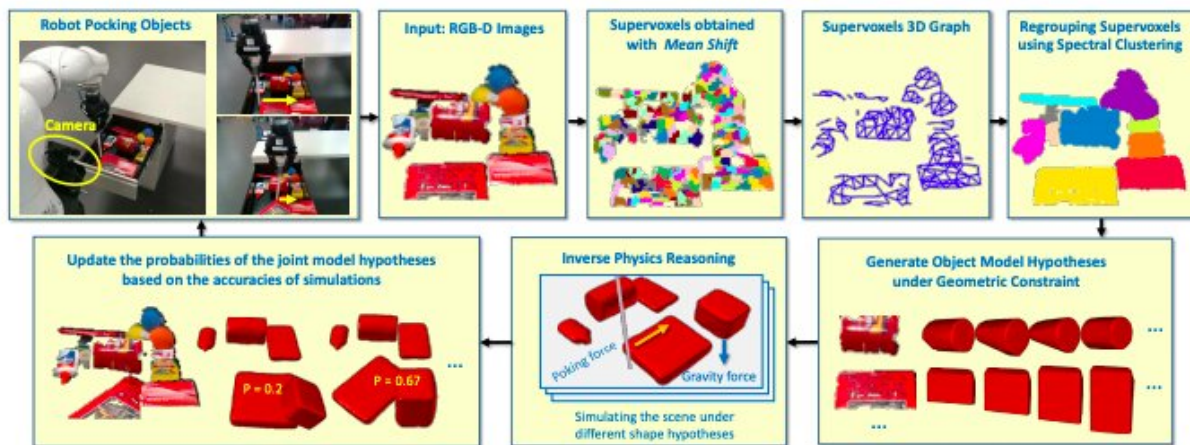 Robot Pocking Objects
Camera
Input: RGB-D Images
Supervoxels obtained
with Mean Shift
Supervoxels 3D Graph
Regrouping Supervoxels
using Spectral Clustering
Update the probabilities of the joint model hypotheses
based on the accuracies of simulations
P = 0.2
P = 0.67
...
Inverse Physics Reasoning
Poking force
Gravity force
Simulating the scene under
different shape hypotheses
Generate Object Model Hypotheses
under Geometric Constraint
...
...
...